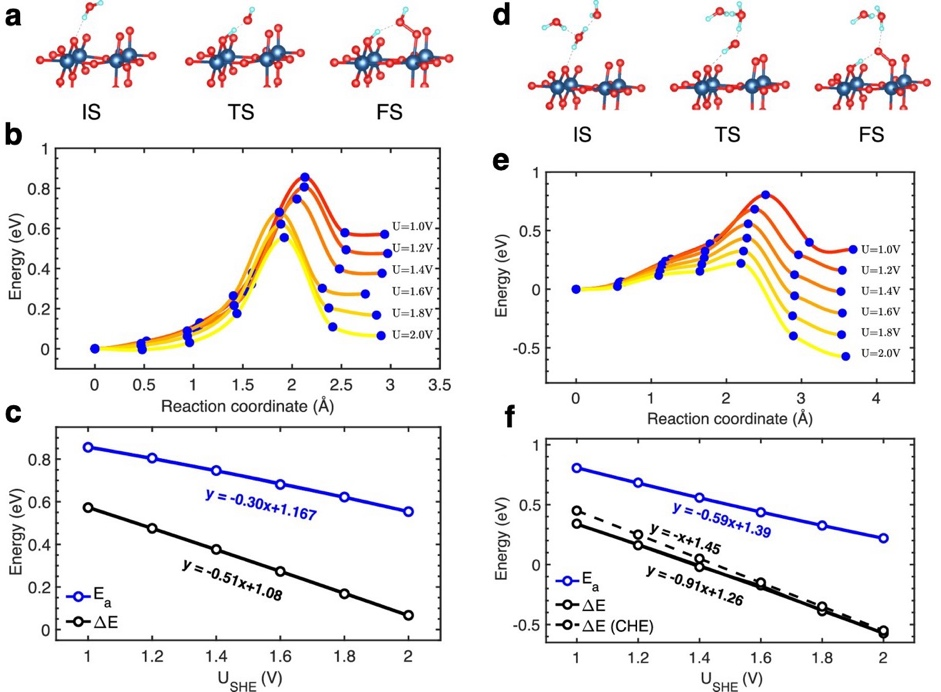 a
IS
TS
FS
b
Energy (eV)
1
0.8
0.6
0.4
0.2
0
U=1.0V
U=1.2V
U=1.4V
U=1.6V
U=1.8V
U=2.0V
0 0.5 1 1.5 2 2.5 3 3.5
Reaction coordinate (Å)
c
Energy (eV)
0.8
0.6
0.4
0.2
0
y = -0.30x+1.167
y = -0.51x+1.08
Ea
ΔE
1 1.2 1.4 1.6 1.8 2
USHE (V)
d
IS
TS
FS
e
Energy (eV)
1
0.5
0
-0.5
U=1.0V
U=1.2V
U=1.4V
U=1.6V
U=1.8V
U=2.0V
0 1 2 3 4
Reaction coordinate (Å)
f
Energy (eV)
1
0.5
0
-0.5
y = -0.59x+1.39
y = -x+1.45
y = -0.91x+1.26
Ea
ΔE
ΔE (CHE)
1 1.2 1.4 1.6 1.8 2
USHE (V)